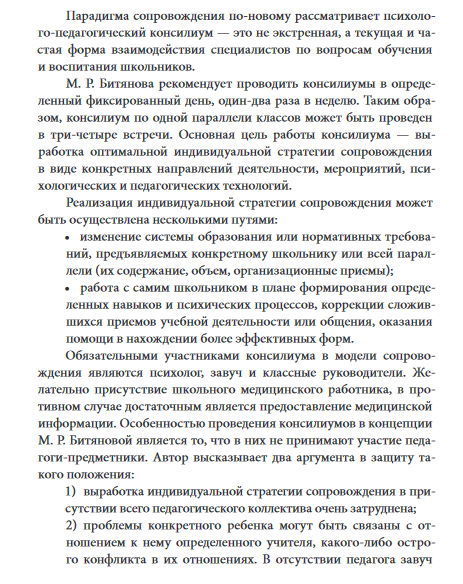 Парадигма сопровождения по-новому рассматривает психоло-
го-педагогический консилиум — это не экстренная, а текущая и ча-
стая форма взаимодействия специалистов по вопросам обучения
и воспитания школьников.
М. Р. Битянова рекомендует проводить консилиумы в опреде-
ленный фиксированный день, один-два раза в неделю. Таким обра-
зом, консилиум по одной параллели классов может быть проведен
в три-четыре встречи. Основная цель работы консилиума — вы-
работка оптимальной индивидуальной стратегии сопровождения
в виде конкретных направлений деятельности, мероприятий, пси-
хологических и педагогических технологий.
Реализация индивидуальной стратегии сопровождения может
быть осуществлена несколькими путями:
• изменение системы образования или нормативных требова-
ний, предъявляемых конкретному школьнику или всей парал-
лели (их содержание, объем, организационные приемы);
• работа с самим школьником в плане формирования опреде-
ленных навыков и психических процессов, коррекции сложив-
шихся приемов учебной деятельности или общения, оказания
помощи в нахождении более эффективных форм.
Обязательными участниками консилиума в модели сопрово-
ждения являются психолог, завуч и классные руководители. Же-
лательно присутствие школьного медицинского работника, в про-
тивном случае достаточным является предоставление медицинской
информации. Особенностью проведения консилиумов в концепции
М. Р. Битяновой является то, что в них не принимают участие педа-
гоги-предметники. Автор высказывает два аргумента в защиту та-
кого положения:
1) выработка индивидуальной стратегии сопровождения в при-
сутствии всего педагогического коллектива очень затруднена;
2) проблемы конкретного ребенка могут быть связаны с от-
ношением к нему определенного учителя, какого-либо остро-
го конфликта в их отношениях. В отсутствии педагога завуч